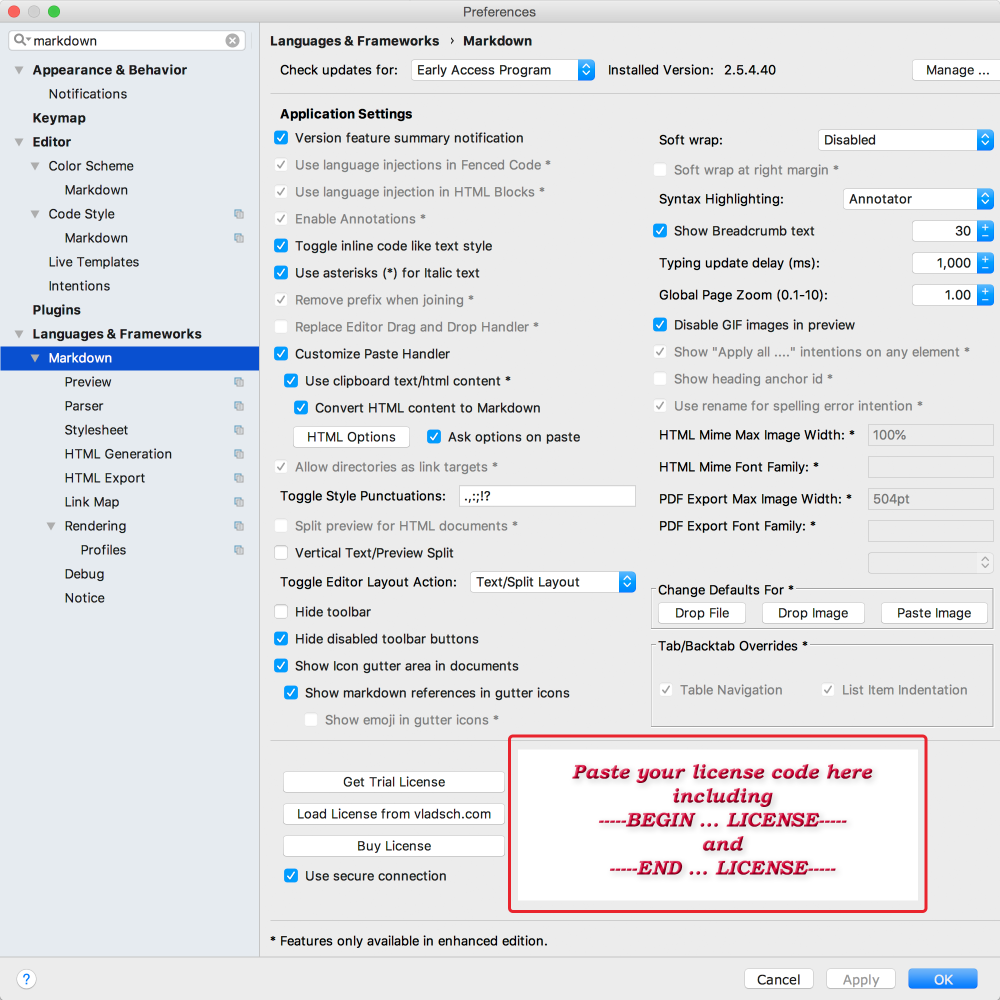 Preferences
markdown
Appearance & Behavior
Notifications
Keymap
Editor
Color Scheme
Markdown
Code Style
Markdown
Live Templates
Intentions
Plugins
Languages & Frameworks
Markdown
Preview
Parser
Stylesheet
HTML Generation
HTML Export
Link Map
Rendering
Profiles
Debug
Notice
Languages & Frameworks › Markdown
Check updates for: Early Access Program Installed Version: 2.5.4.40 Manage ...
Application Settings
Version feature summary notification
Use language injections in Fenced Code *
Use language injection in HTML Blocks *
Enable Annotations *
Toggle inline code like text style
Use asterisks (*) for Italic text
Remove prefix when joining *
Replace Editor Drag and Drop Handler *
Customize Paste Handler
Use clipboard text/html content *
Convert HTML content to Markdown
HTML Options Ask options on paste
Allow directories as link targets *
Toggle Style Punctuations: .,:;!?
Split preview for HTML documents *
Vertical Text/Preview Split
Toggle Editor Layout Action: Text/Split Layout
Hide toolbar
Hide disabled toolbar buttons
Show Icon gutter area in documents
Show markdown references in gutter icons
Show emoji in gutter icons *
Soft wrap: Disabled
Soft wrap at right margin *
Syntax Highlighting: Annotator
Show Breadcrumb text 30
Typing update delay (ms): 1,000
Global Page Zoom (0.1-10): 1.00
Disable GIF images in preview
Show "Apply all ...." intentions on any element *
Show heading anchor id *
Use rename for spelling error intention *
HTML Mime Max Image Width: * 100%
HTML Mime Font Family: *
PDF Export Max Image Width: * 504pt
PDF Export Font Family: *
Change Defaults For *
Drop File Drop Image Paste Image
Tab/Backtab Overrides *
Table Navigation List Item Indentation
Get Trial License
Load License from vladsch.com
Buy License
Use secure connection
Paste your license code here
including
-----BEGIN ... LICENSE-----
and
-----END ... LICENSE-----
* Features only available in enhanced edition.
? Cancel Apply OK